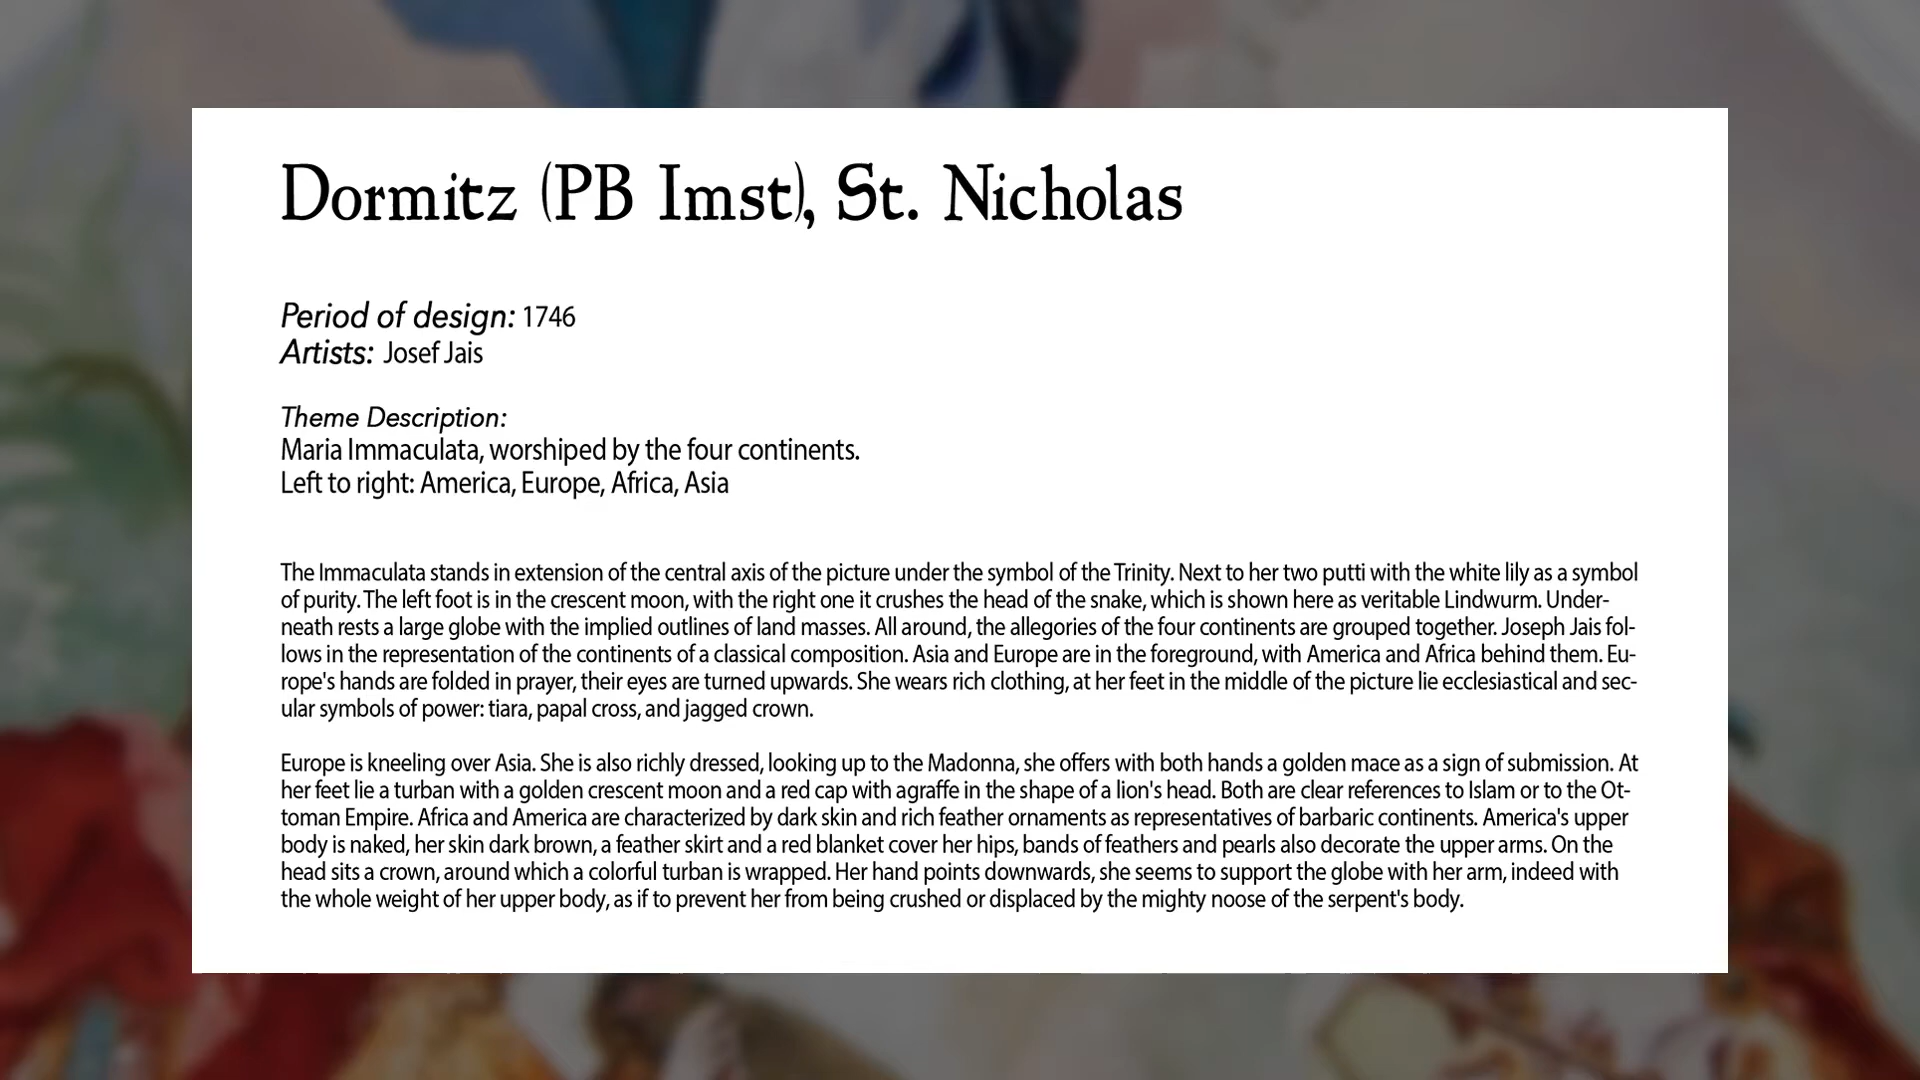 Dormitz (PB Imst), St. Nicholas
Period of design: 1746
Artists: Josef Jais
Theme Description:
Maria Immaculata, worshiped by the four continents.
Left to right: America, Europe, Africa, Asia
The Immaculata stands in extension of the central axis of the picture under the symbol of the Trinity. Next to her two putti with the white lily as a symbol
of purity. The left foot is in the crescent moon, with the right one it crushes the head of the snake, which is shown here as veritable Lindwurm. Under-
neath rests a large globe with the implied outlines of land masses. All around, the allegories of the four continents are grouped together. Joseph Jais fol-
lows in the representation of the continents of a classical composition. Asia and Europe are in the foreground, with America and Africa behind them. Eu-
rope's hands are folded in prayer, their eyes are turned upwards. She wears rich clothing, at her feet in the middle of the picture lie ecclesiastical and sec-
ular symbols of power: tiara, papal cross, and jagged crown.
Europe is kneeling over Asia. She is also richly dressed, looking up to the Madonna, she offers with both hands a golden mace as a sign of submission. At
her feet lie a turban with a golden crescent moon and a red cap with agraffe in the shape of a lion's head. Both are clear references to Islam or to the Ot-
toman Empire. Africa and America are characterized by dark skin and rich feather ornaments as representatives of barbaric continents. America's upper
body is naked, her skin dark brown, a feather skirt and a red blanket cover her hips, bands of feathers and pearls also decorate the upper arms. On the
head sits a crown, around which a colorful turban is wrapped. Her hand points downwards, she seems to support the globe with her arm, indeed with
the whole weight of her upper body, as if to prevent her from being crushed or displaced by the mighty noose of the serpent's body.